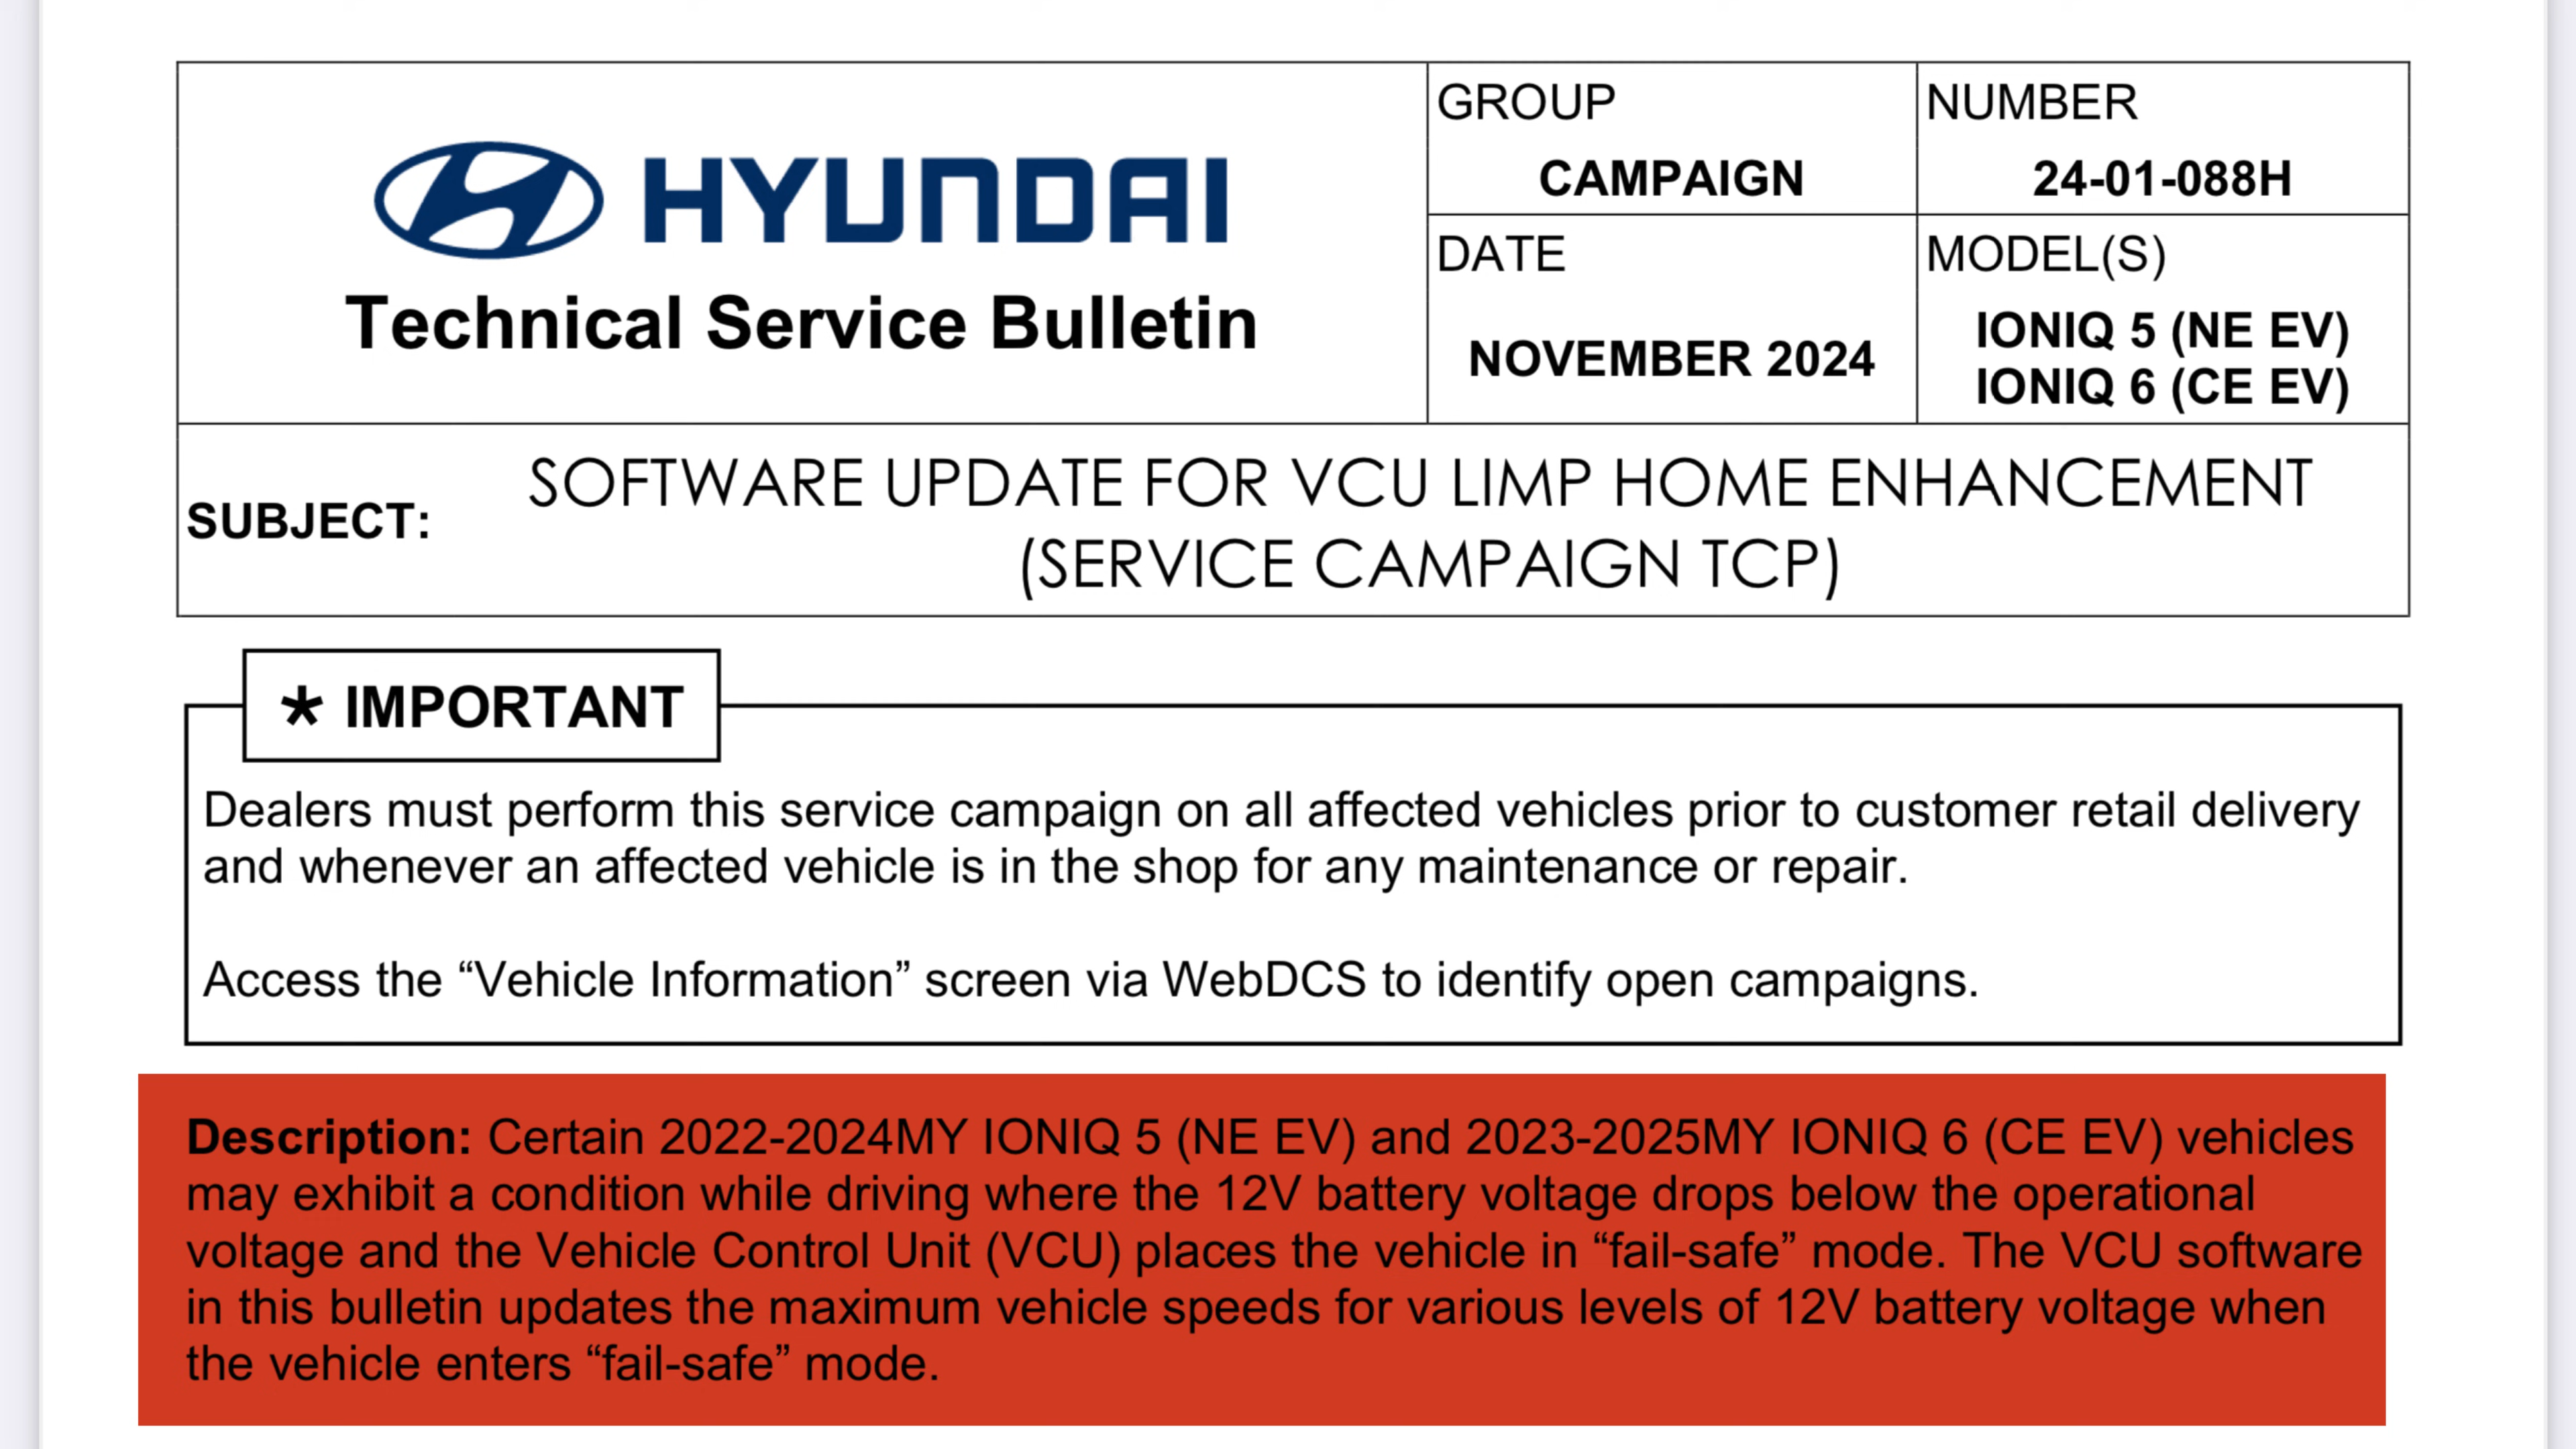 HYUNDAI
Technical Service Bulletin
GROUP
CAMPAIGN
NUMBER
24-01-088H
DATE
NOVEMBER 2024
MODEL(S)
IONIQ 5 (NE EV)
IONIQ 6 (CE EV)
SUBJECT:
SOFTWARE UPDATE FOR VCU LIMP HOME ENHANCEMENT
(SERVICE CAMPAIGN TCP)
* IMPORTANT
Dealers must perform this service campaign on all affected vehicles prior to customer retail delivery
and whenever an affected vehicle is in the shop for any maintenance or repair.
Access the “Vehicle Information” screen via WebDCS to identify open campaigns.
Description: Certain 2022-2024MY IONIQ 5 (NE EV) and 2023-2025MY IONIQ 6 (CE EV) vehicles
may exhibit a condition while driving where the 12V battery voltage drops below the operational
voltage and the Vehicle Control Unit (VCU) places the vehicle in “fail-safe” mode. The VCU software
in this bulletin updates the maximum vehicle speeds for various levels of 12V battery voltage when
the vehicle enters “fail-safe” mode.